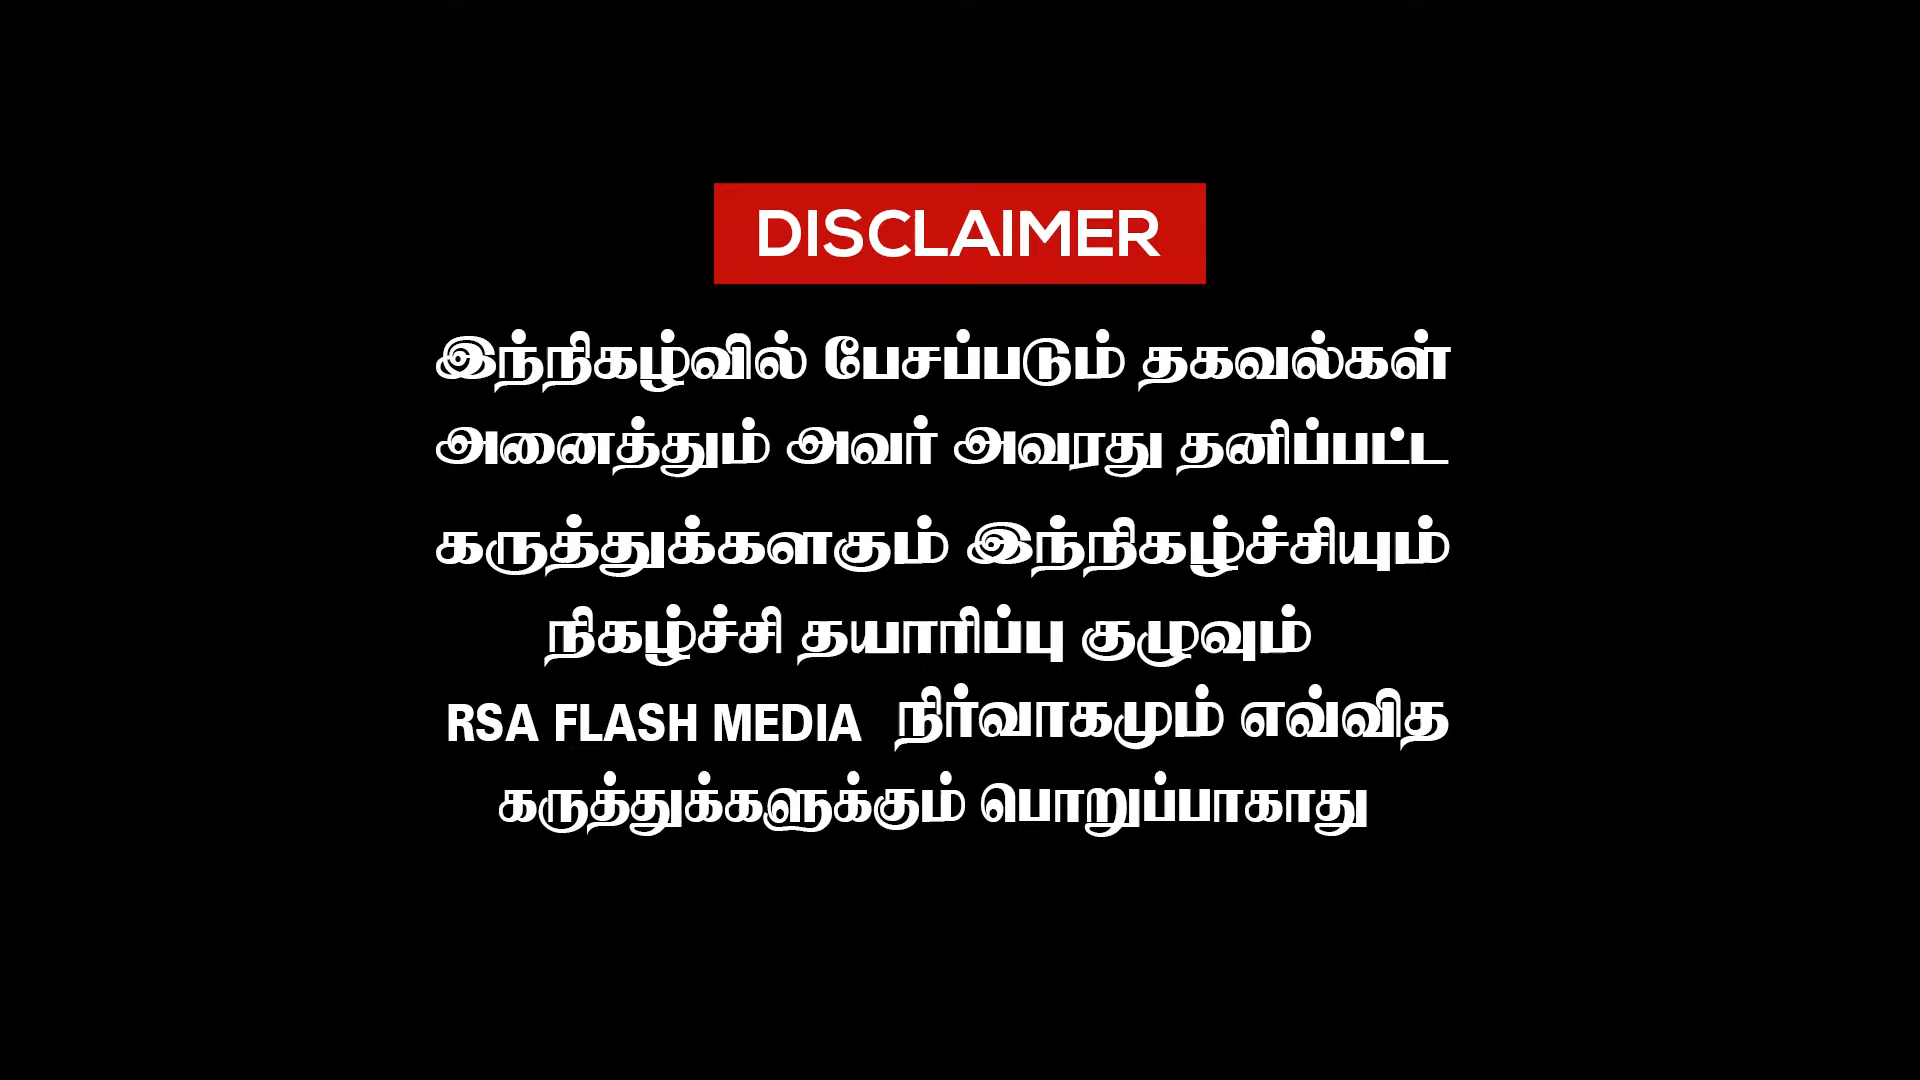 DISCLAIMER
இந்நிகழ்வில் பேசப்படும் தகவல்கள்
அனைத்தும் அவர் அவரது தனிப்பட்ட
கருத்துக்களகும் இந்நிகழ்ச்சியும்
நிகழ்ச்சி தயாரிப்பு குழுவும்
RSA FLASH MEDIA நிர்வாகமும் எவ்வித
கருத்துக்களுக்கும் பொறுப்பாகாது